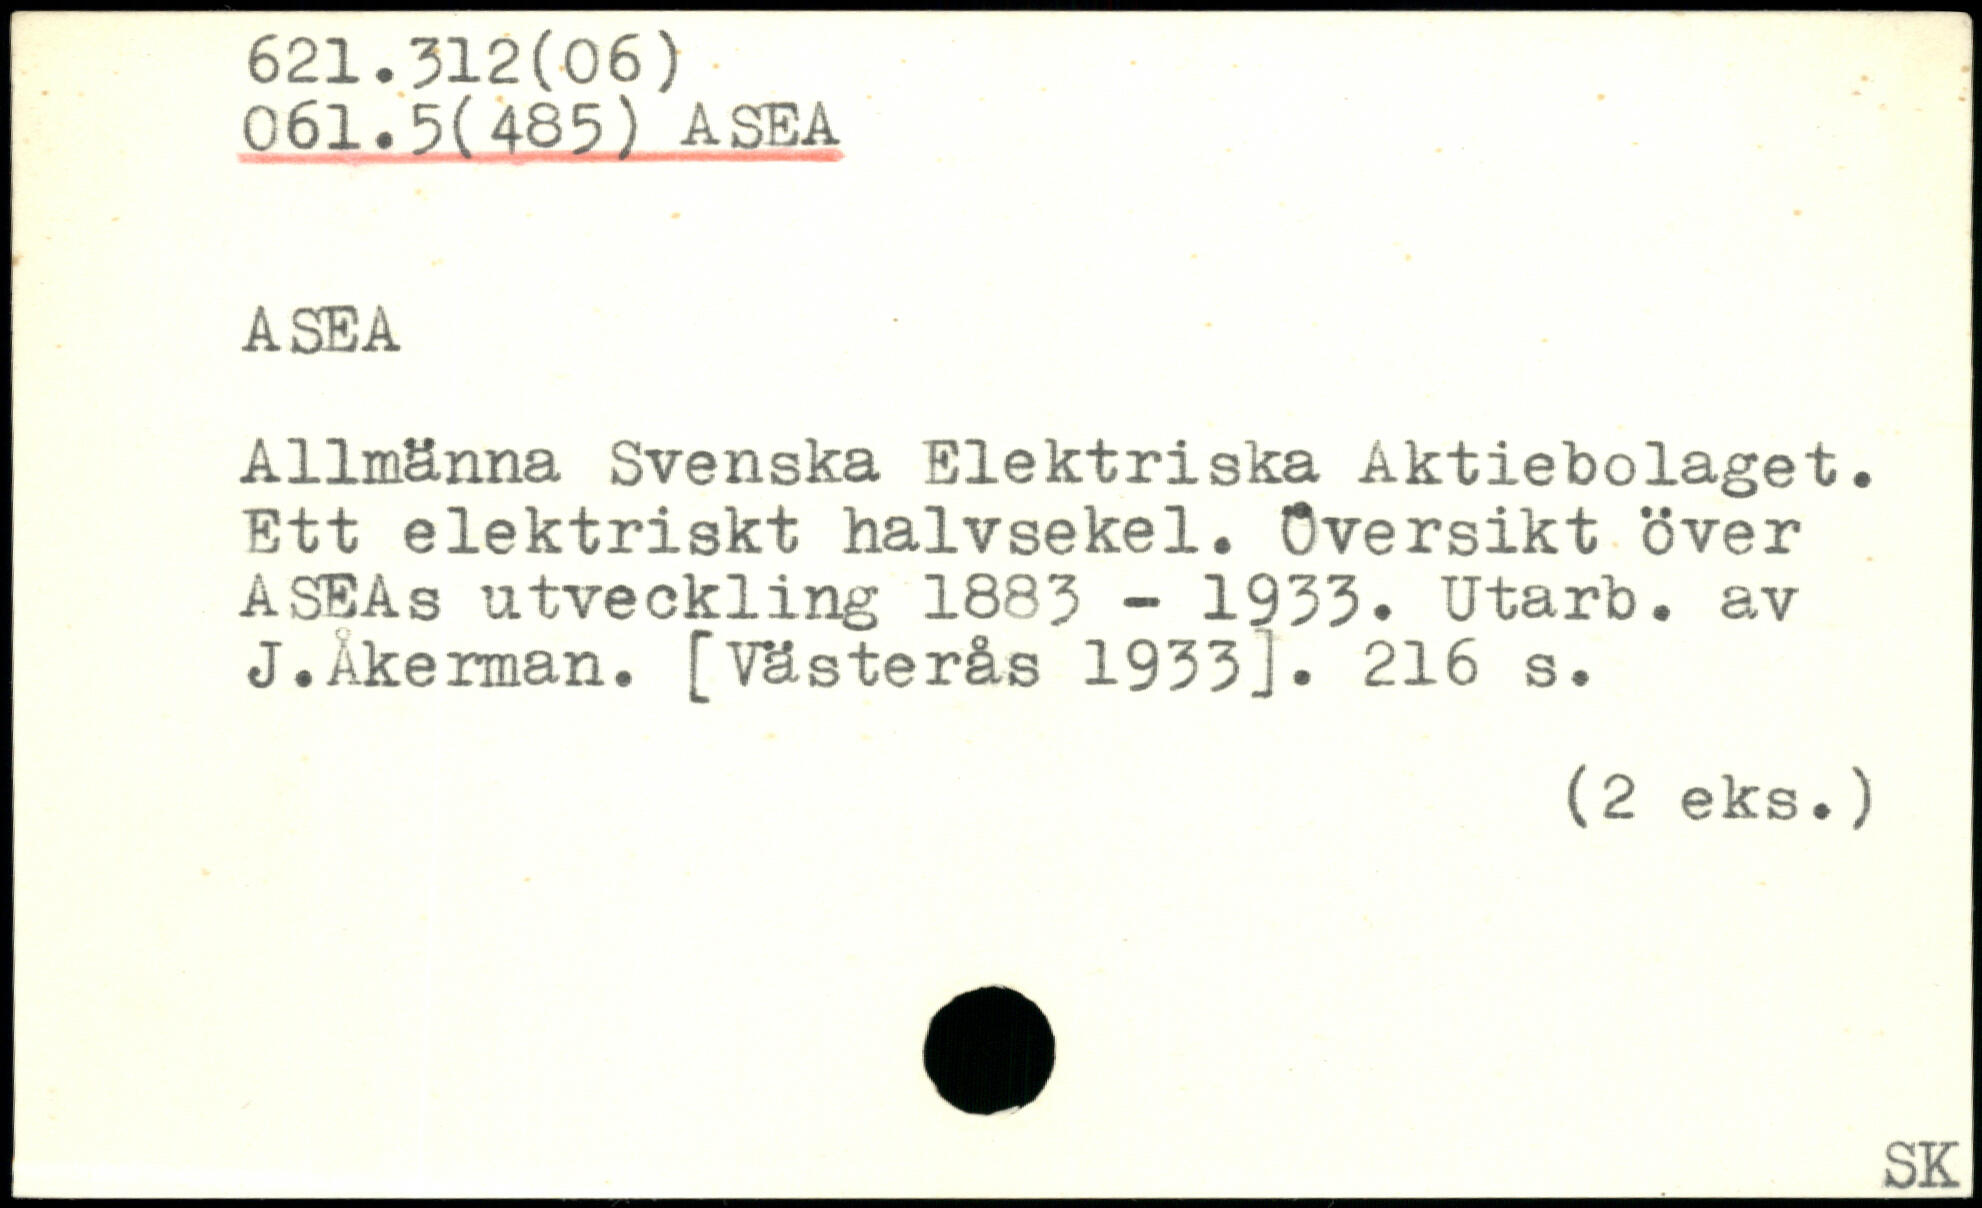 621.312(06)
061.5(485) ASEA
ASEA
Allmänna Svenska Elektriska Aktiebolaget.
Ett elektriskt halvsekel. Översikt över
ASEAs utveckling 1883 - 1933. Utarb. av
J.Åkerman. [Västerås 1933]. 216 s.
(2 eks.)
SK